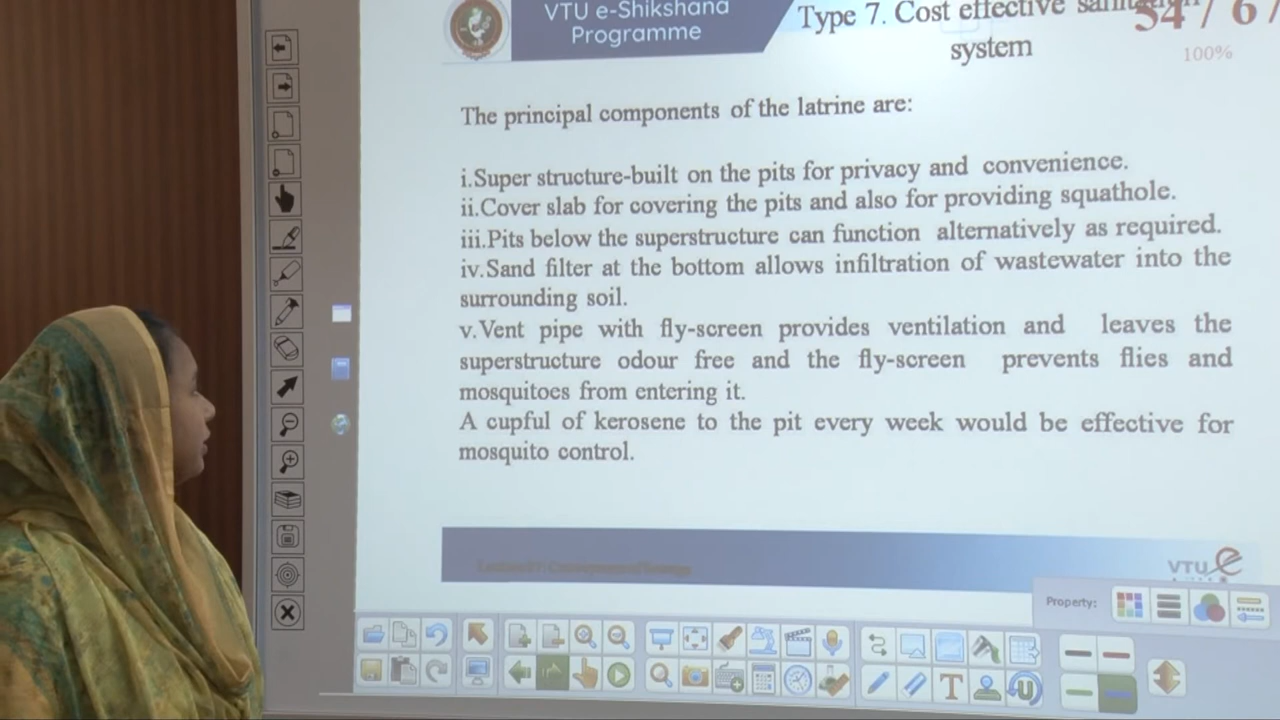 VTU e-Shikshana
Programme
Type 7. Cost effective sanitation
system
54 / 67
100%
The principal components of the latrine are:
i.Super structure-built on the pits for privacy and convenience.
ii.Cover slab for covering the pits and also for providing squathole.
iii.Pits below the superstructure can function alternatively as required.
iv.Sand filter at the bottom allows infiltration of wastewater into the
surrounding soil.
v.Vent pipe with fly-screen provides ventilation and leaves the
superstructure odour free and the fly-screen prevents flies and
mosquitoes from entering it.
A cupful of kerosene to the pit every week would be effective for
mosquito control.
VTU e
Property: